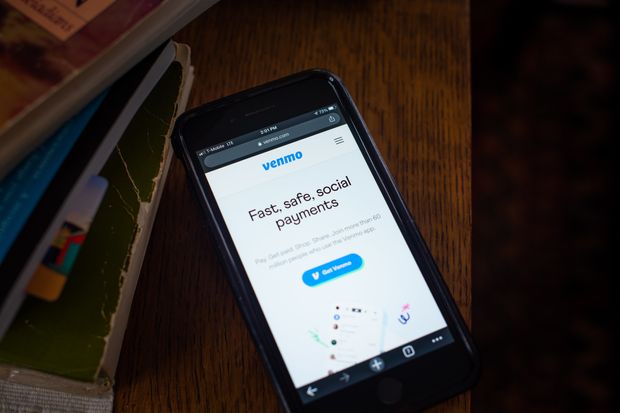 T-Mobile LTE
2:01 PM
73%
venmo.com
venmo
Fast, safe, social
payments
Pay. Get paid. Shop. Share. Join more than 60
million people who use the Venmo app.
Get Venmo